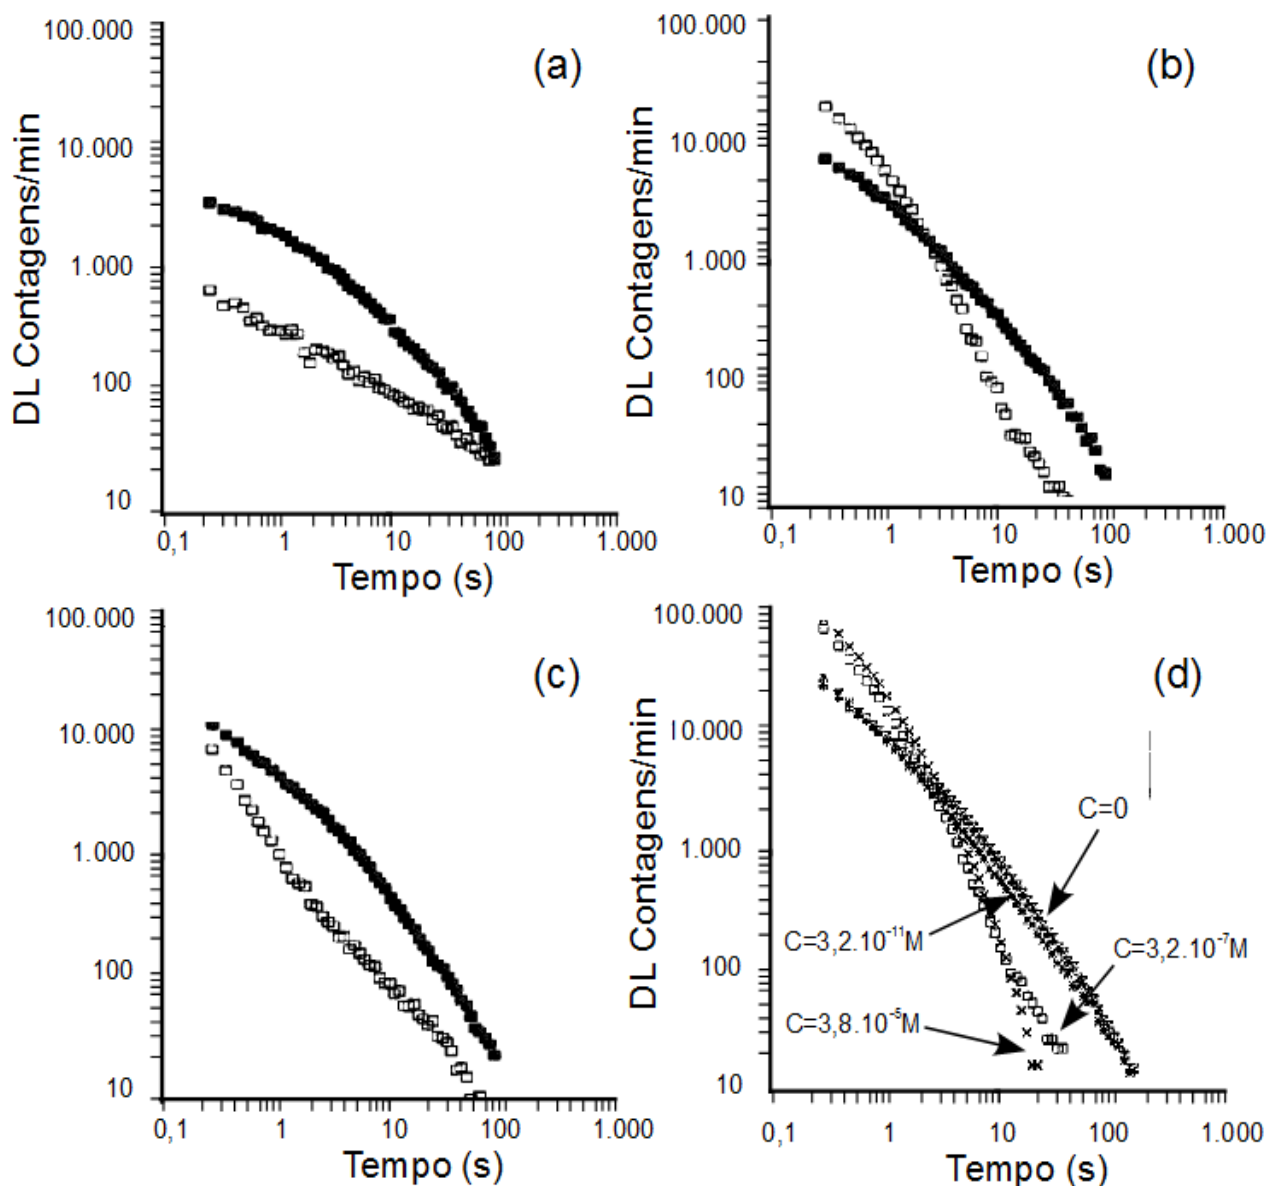 100.000
(a)
10.000
1.000
100
10
DL Contagens/min
0,1 1 10 100 1.000
Tempo (s)
100.000
(b)
10.000
1.000
100
10
DL Contagens/min
0,1 1 10 100 1.000
Tempo (s)
100.000
(c)
10.000
1.000
100
10
DL Contagens/min
0,1 1 10 100 1.000
Tempo (s)
100.000
(d)
10.000
C=0
1.000
C=3,2.10⁻¹¹M
C=3,2.10⁻⁷M
100
C=3,8.10⁻⁵M
10
DL Contagens/min
0,1 1 10 100 1.000
Tempo (s)